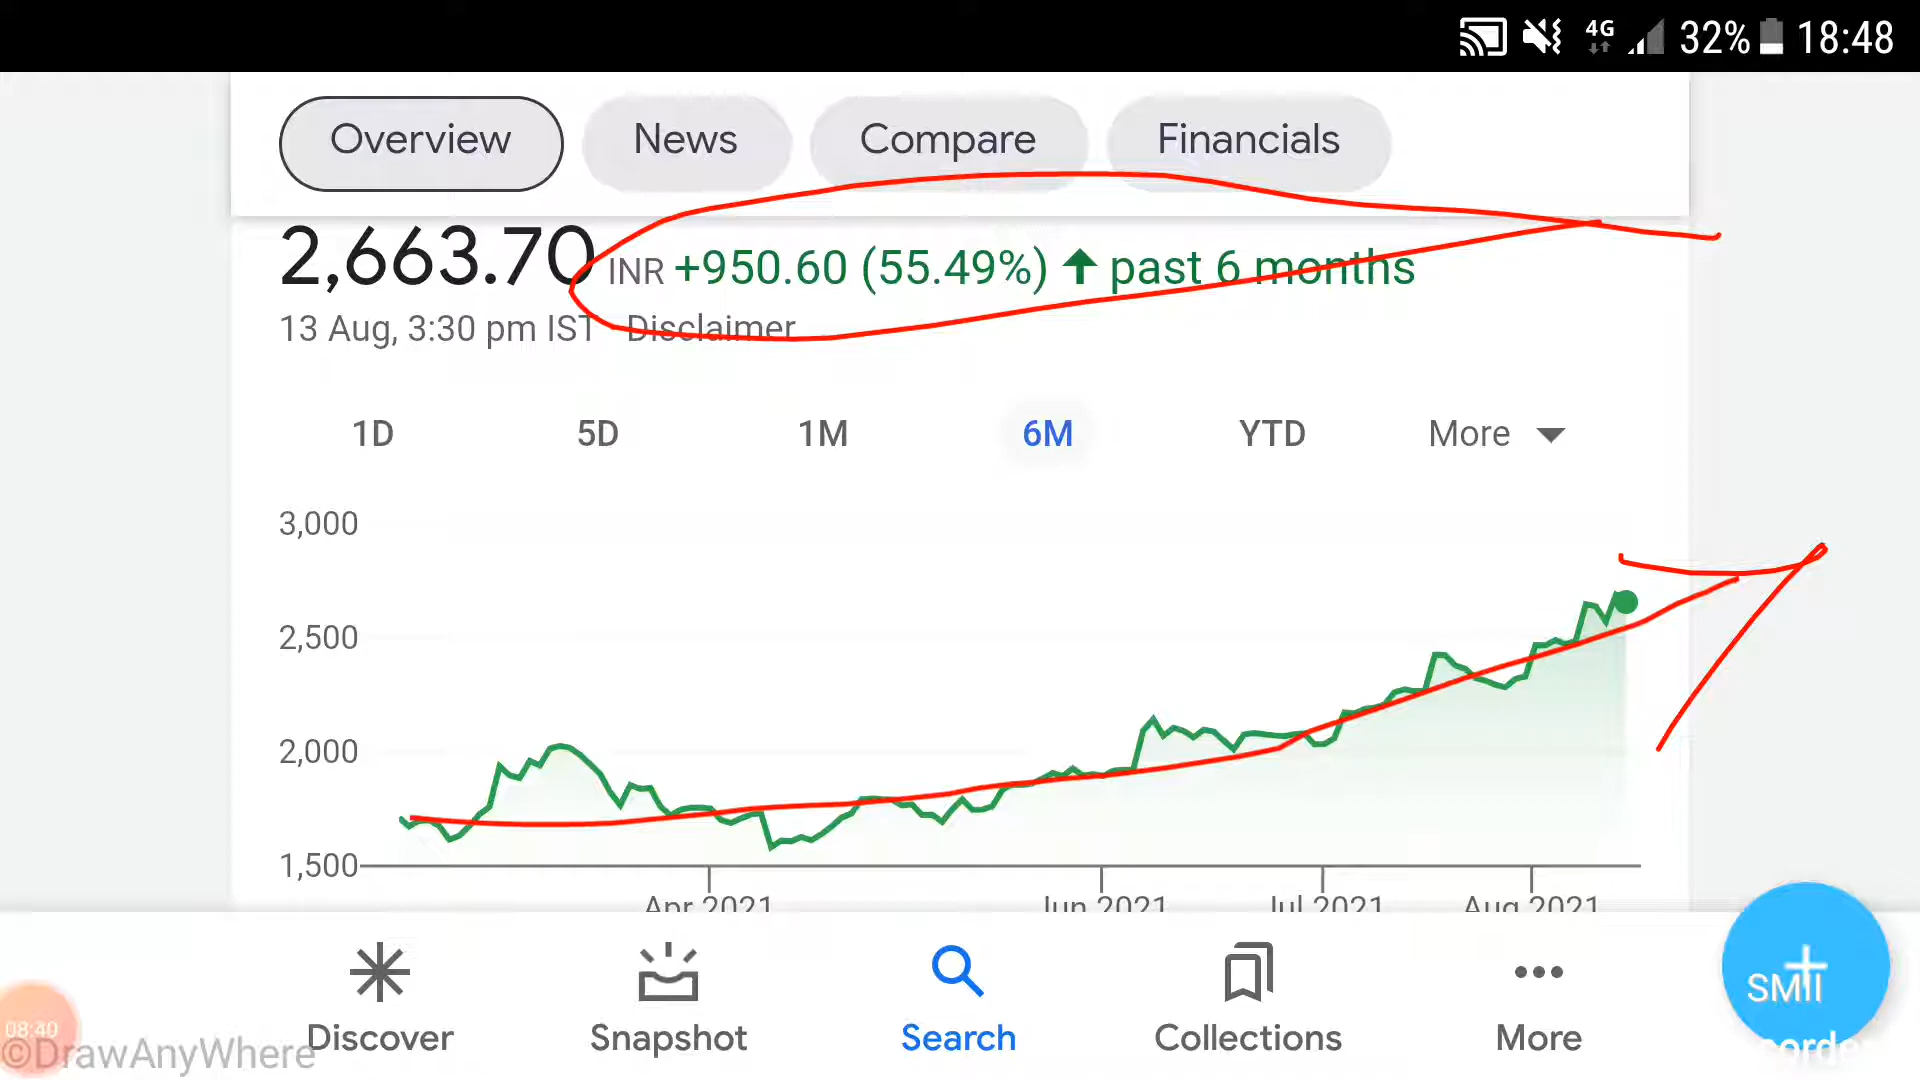 4G 32% 18:48
Overview News Compare Financials
2,663.70 INR +950.60 (55.49%) past 6 months
13 Aug, 3:30 pm IST Disclaimer
1D 5D 1M 6M YTD More
3,000
2,500
2,000
1,500
Apr 2021 Jun 2021 Jul 2021 Aug 2021
Discover Snapshot Search Collections More
08:40
©DrawAnyWhere